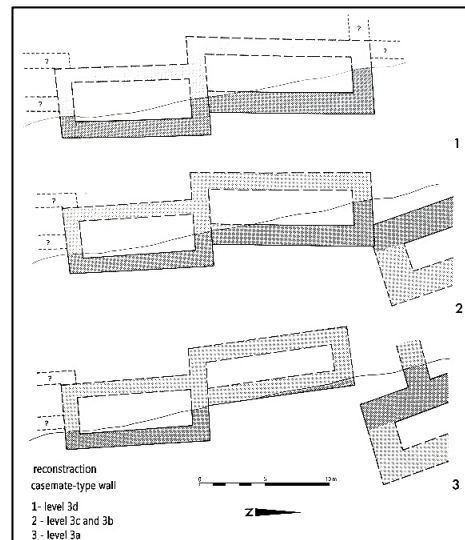 ?
?
?
?
1
?
?
2
?
?
3
reconstraction
casemate-type wall
1- level 3d
2 - level 3c and 3b
3 - level 3a
0 5 10 m
N